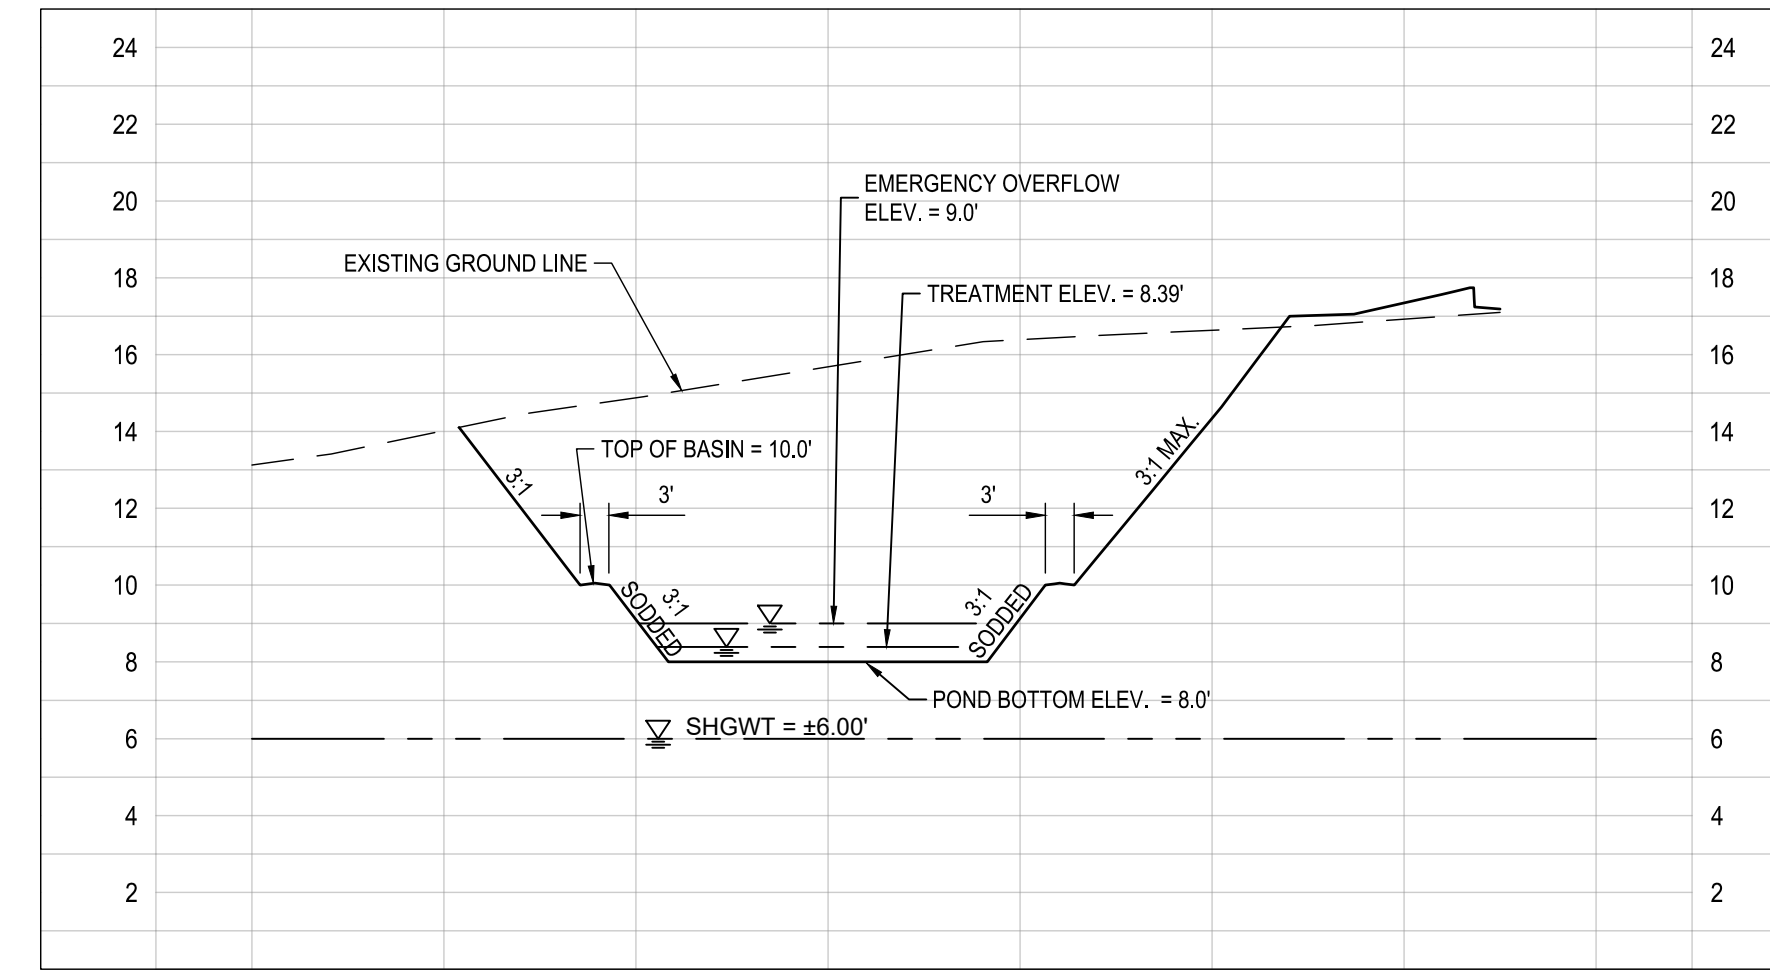 24 24
22 22
EMERGENCY OVERFLOW
20 20
ELEV. = 9.0'
EXISTING GROUND LINE
18 18
TREATMENT ELEV. = 8.39'
16 16
14 14
TOP OF BASIN = 10.0'
3:1 3:1 MAX.
3' 3'
12 12
10 10
3:1 3:1
SODDED SODDED
8 8
POND BOTTOM ELEV. = 8.0'
SHGWT = ±6.00'
6 6
4 4
2 2